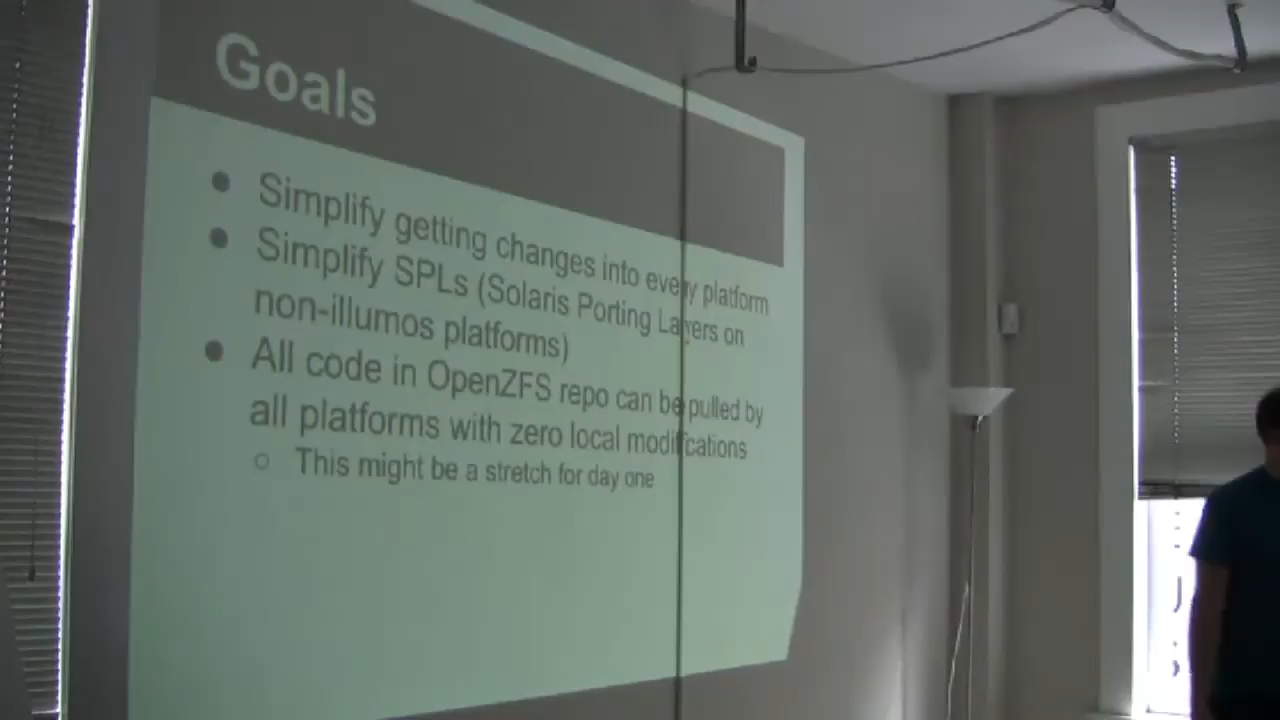 Goals
● Simplify getting changes into every platform
● Simplify SPLs (Solaris Porting Layers on
non-illumos platforms)
● All code in OpenZFS repo can be pulled by
all platforms with zero local modifications
○ This might be a stretch for day one